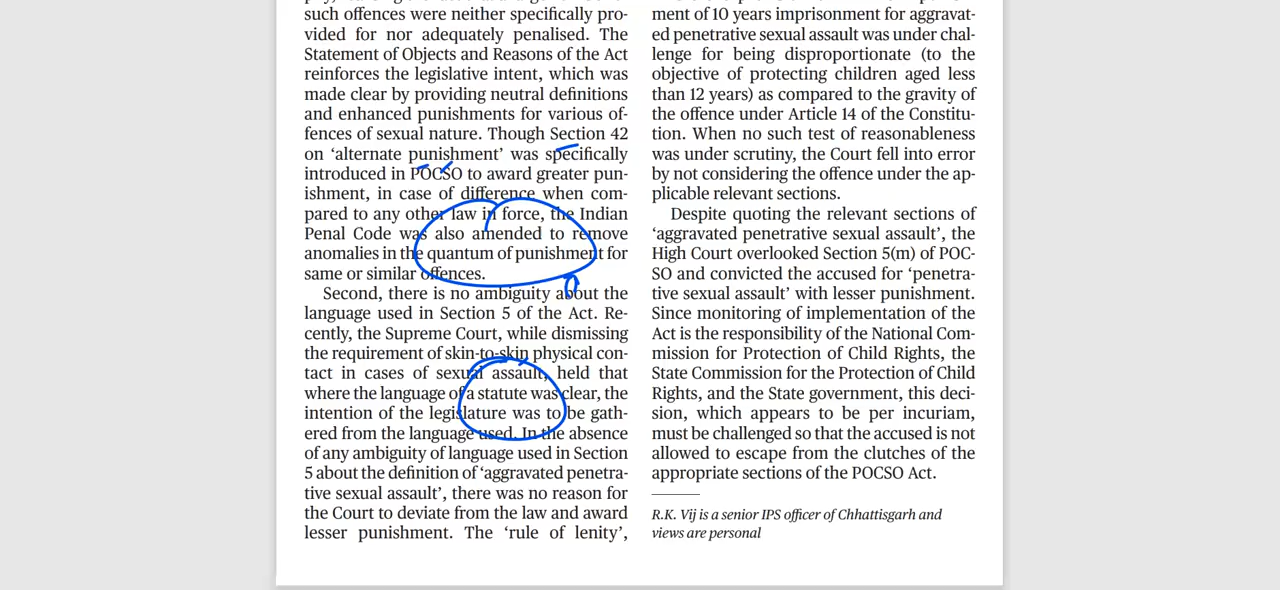 such offences were neither specifically pro-
vided for nor adequately penalised. The
Statement of Objects and Reasons of the Act
reinforces the legislative intent, which was
made clear by providing neutral definitions
and enhanced punishments for various of-
fences of sexual nature. Though Section 42
on ‘alternate punishment’ was specifically
introduced in POCSO to award greater pun-
ishment, in case of difference when com-
pared to any other law in force, the Indian
Penal Code was also amended to remove
anomalies in the quantum of punishment for
same or similar offences.
Second, there is no ambiguity about the
language used in Section 5 of the Act. Re-
cently, the Supreme Court, while dismissing
the requirement of skin-to-skin physical con-
tact in cases of sexual assault, held that
where the language of a statute was clear, the
intention of the legislature was to be gath-
ered from the language used. In the absence
of any ambiguity of language used in Section
5 about the definition of ‘aggravated penetra-
tive sexual assault’, there was no reason for
the Court to deviate from the law and award
lesser punishment. The ‘rule of lenity’,
ment of 10 years imprisonment for aggravat-
ed penetrative sexual assault was under chal-
lenge for being disproportionate (to the
objective of protecting children aged less
than 12 years) as compared to the gravity of
the offence under Article 14 of the Constitu-
tion. When no such test of reasonableness
was under scrutiny, the Court fell into error
by not considering the offence under the ap-
plicable relevant sections.
Despite quoting the relevant sections of
‘aggravated penetrative sexual assault’, the
High Court overlooked Section 5(m) of POC-
SO and convicted the accused for ‘penetra-
tive sexual assault’ with lesser punishment.
Since monitoring of implementation of the
Act is the responsibility of the National Com-
mission for Protection of Child Rights, the
State Commission for the Protection of Child
Rights, and the State government, this deci-
sion, which appears to be per incuriam,
must be challenged so that the accused is not
allowed to escape from the clutches of the
appropriate sections of the POCSO Act.
R.K. Vij is a senior IPS officer of Chhattisgarh and
views are personal